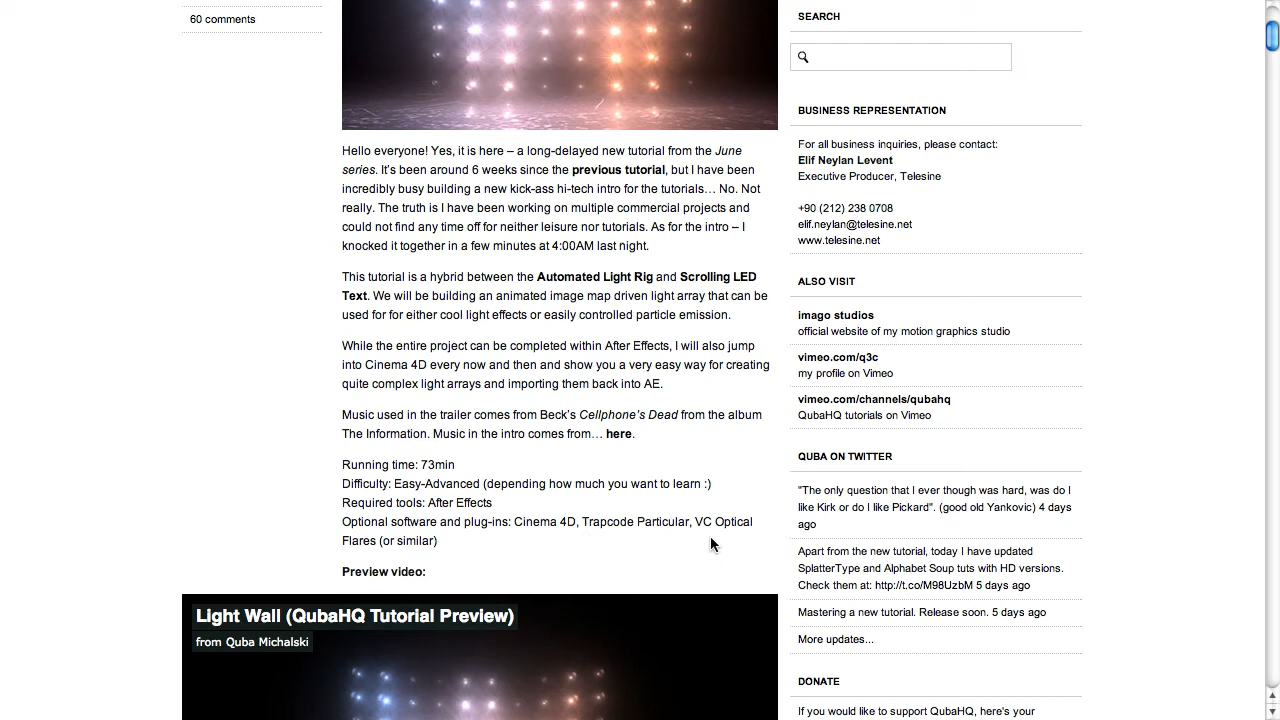 60 comments
Hello everyone! Yes, it is here – a long-delayed new tutorial from the June
series. It's been around 6 weeks since the previous tutorial, but I have been
incredibly busy building a new kick-ass hi-tech intro for the tutorials… No. Not
really. The truth is I have been working on multiple commercial projects and
could not find any time off for neither leisure nor tutorials. As for the intro – I
knocked it together in a few minutes at 4:00AM last night.
This tutorial is a hybrid between the Automated Light Rig and Scrolling LED
Text. We will be building an animated image map driven light array that can be
used for for either cool light effects or easily controlled particle emission.
While the entire project can be completed within After Effects, I will also jump
into Cinema 4D every now and then and show you a very easy way for creating
quite complex light arrays and importing them back into AE.
Music used in the trailer comes from Beck's Cellphone's Dead from the album
The Information. Music in the intro comes from… here.
Running time: 73min
Difficulty: Easy-Advanced (depending how much you want to learn :)
Required tools: After Effects
Optional software and plug-ins: Cinema 4D, Trapcode Particular, VC Optical
Flares (or similar)
Preview video:
Light Wall (QubaHQ Tutorial Preview)
from Quba Michalski
SEARCH
BUSINESS REPRESENTATION
For all business inquiries, please contact:
Elif Neylan Levent
Executive Producer, Telesine
+90 (212) 238 0708
elif.neylan@telesine.net
www.telesine.net
ALSO VISIT
imago studios
official website of my motion graphics studio
vimeo.com/q3c
my profile on Vimeo
vimeo.com/channels/qubahq
QubaHQ tutorials on Vimeo
QUBA ON TWITTER
"The only question that I ever though was hard, was do I
like Kirk or do I like Pickard". (good old Yankovic) 4 days
ago
Apart from the new tutorial, today I have updated
SplatterType and Alphabet Soup tuts with HD versions.
Check them at: http://t.co/M98UzbM 5 days ago
Mastering a new tutorial. Release soon. 5 days ago
More updates...
DONATE
If you would like to support QubaHQ, here's your